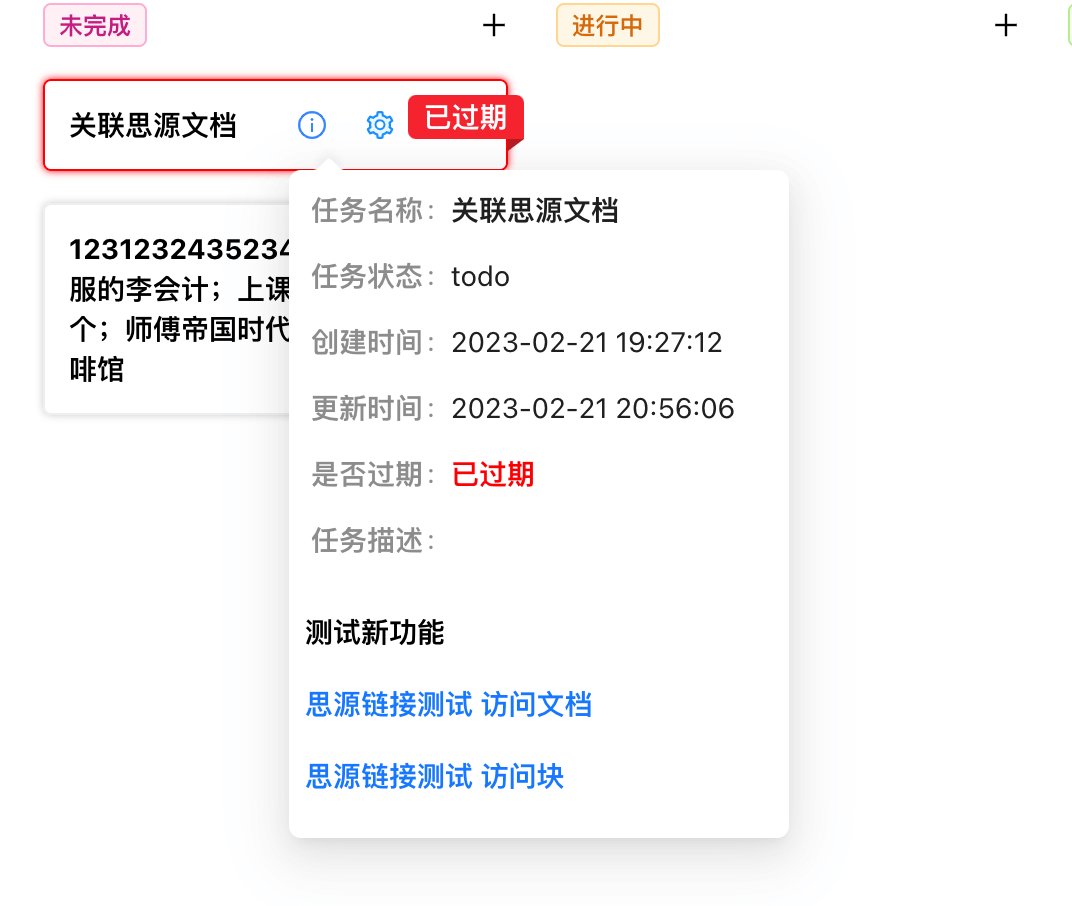 未完成
进行中
关联思源文档
已过期
任务名称: 关联思源文档
任务状态: todo
创建时间: 2023-02-21 19:27:12
更新时间: 2023-02-21 20:56:06
是否过期: 已过期
任务描述:
测试新功能
思源链接测试 访问文档
思源链接测试 访问块
1231232435234
服的李会计；上课
个；师傅帝国时代
啡馆